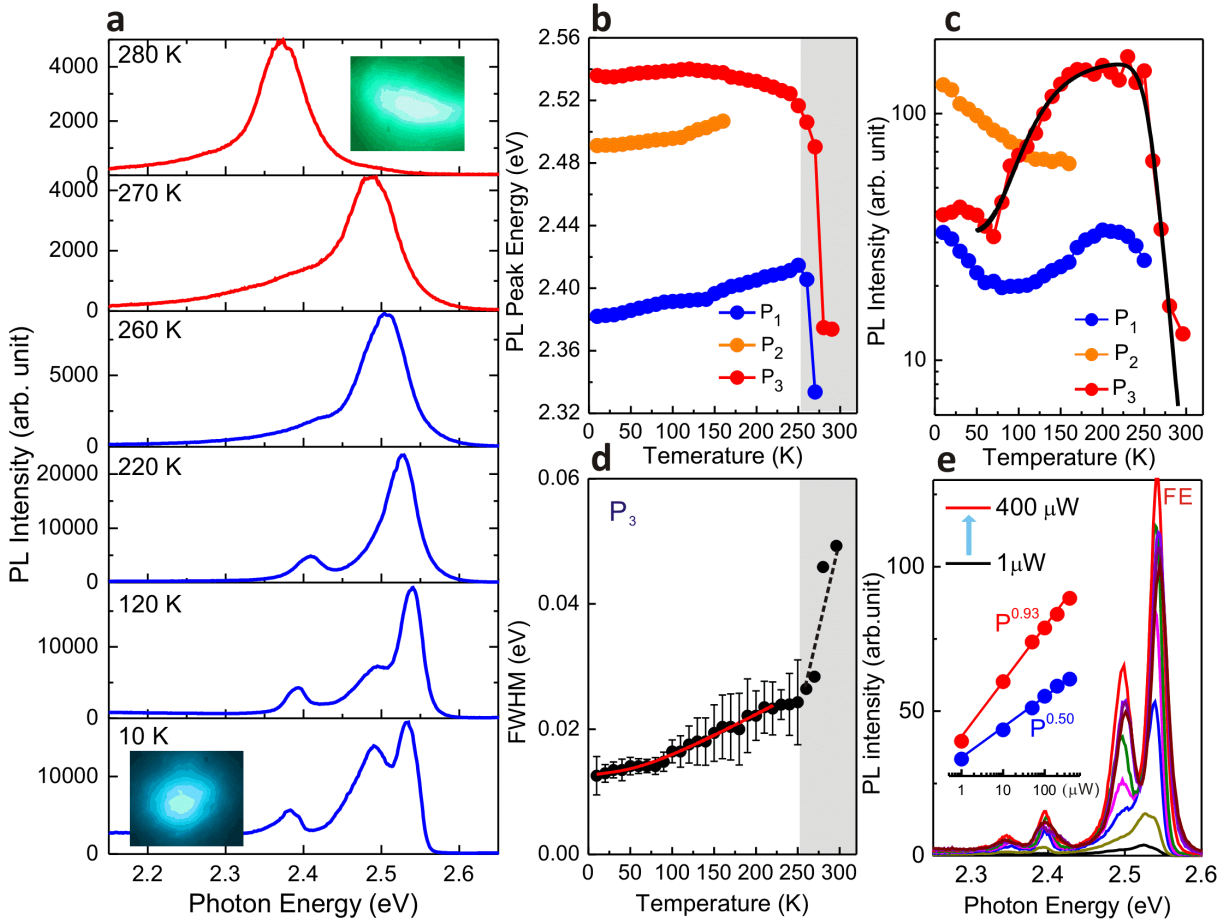 a
280 K
4000
2000
0
270 K
4000
2000
0
260 K
5000
0
220 K
20000
10000
0
120 K
10000
0
10 K
10000
0
2.2 2.3 2.4 2.5 2.6
Photon Energy (eV)
PL Intensity (arb. unit)
b
2.56
2.52
2.48
2.44
2.40
2.36
2.32
P1
P2
P3
0 50 100 150 200 250 300
Temerature (K)
PL Peak Energy (eV)
c
100
10
P1
P2
P3
0 50 100 150 200 250 300
Temperature (K)
PL Intensity (arb. unit)
d
P3
0.06
0.04
0.02
0.00
0 50 100 150 200 250 300
Temperature (K)
FWHM (eV)
e
FE
400 μW
1μW
P0.93
P0.50
1 10 100 (μW)
100
50
0
2.3 2.4 2.5 2.6
Photon Energy (eV)
PL intensity (arb.unit)